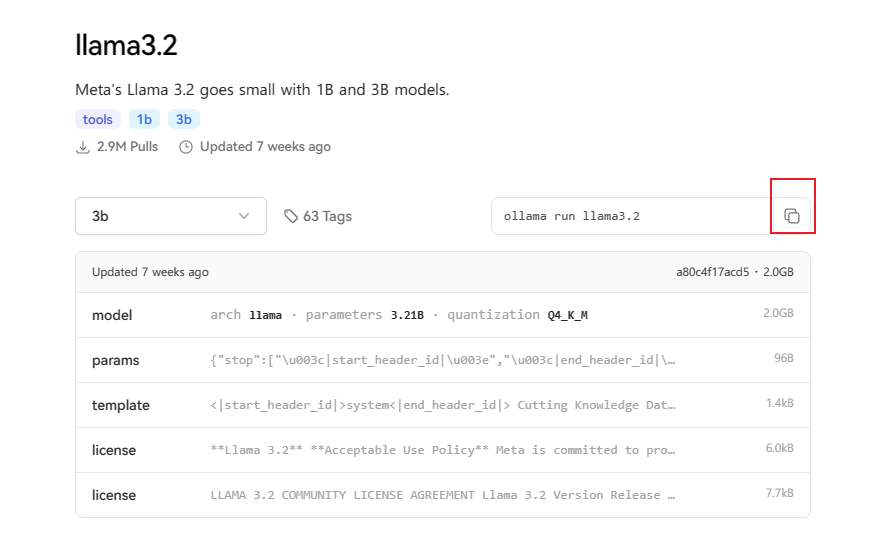 llama3.2
Meta's Llama 3.2 goes small with 1B and 3B models.
tools 1b 3b
2.9M Pulls Updated 7 weeks ago
3b 63 Tags ollama run llama3.2
Updated 7 weeks ago a80c4f17acd5 · 2.0GB
model arch llama · parameters 3.21B · quantization Q4_K_M 2.0GB
params {"stop":["\u003c|start_header_id|\u003e","\u003c|end_header_id|\… 96B
template <|start_header_id|>system<|end_header_id|> Cutting Knowledge Dat… 1.4kB
license **Llama 3.2** **Acceptable Use Policy** Meta is committed to pro… 6.0kB
license LLAMA 3.2 COMMUNITY LICENSE AGREEMENT Llama 3.2 Version Release … 7.7kB